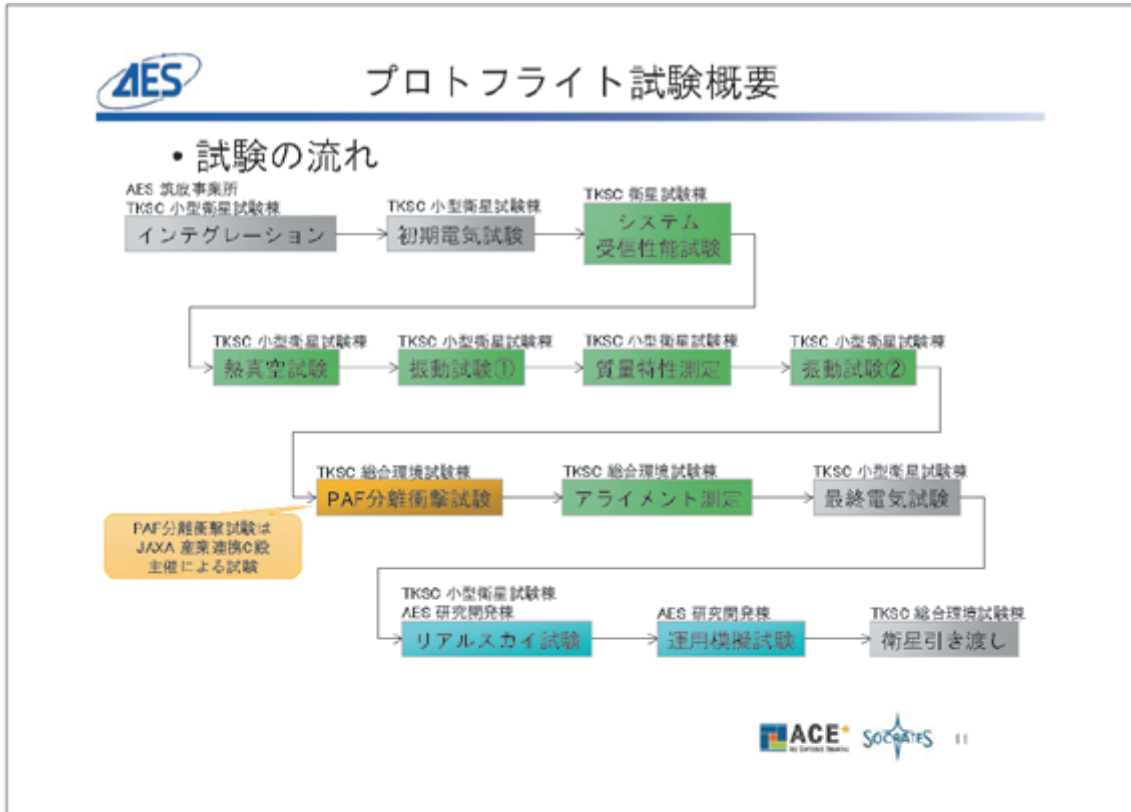 AES
プロトフライト試験概要
• 試験の流れ
AES 筑波事業所
TKSC 小型衛星試験棟
インテグレーション
TKSC 小型衛星試験棟
初期電気試験
TKSC 衛星試験棟
システム
受信性能試験
TKSC 小型衛星試験棟
熱真空試験
TKSC 小型衛星試験棟
振動試験①
TKSC 小型衛星試験棟
質量特性測定
TKSC 小型衛星試験棟
振動試験②
TKSC 総合環境試験棟
PAF分離衝撃試験
TKSC 総合環境試験棟
アライメント測定
TKSC 小型衛星試験棟
最終電気試験
PAF分離衝撃試験は
JAXA 産業連携C殿
主催による試験
TKSC 小型衛星試験棟
AES 研究開発棟
リアルスカイ試験
AES 研究開発棟
運用模擬試験
TKSC 総合環境試験棟
衛星引き渡し
ACE
SOCRATES
11